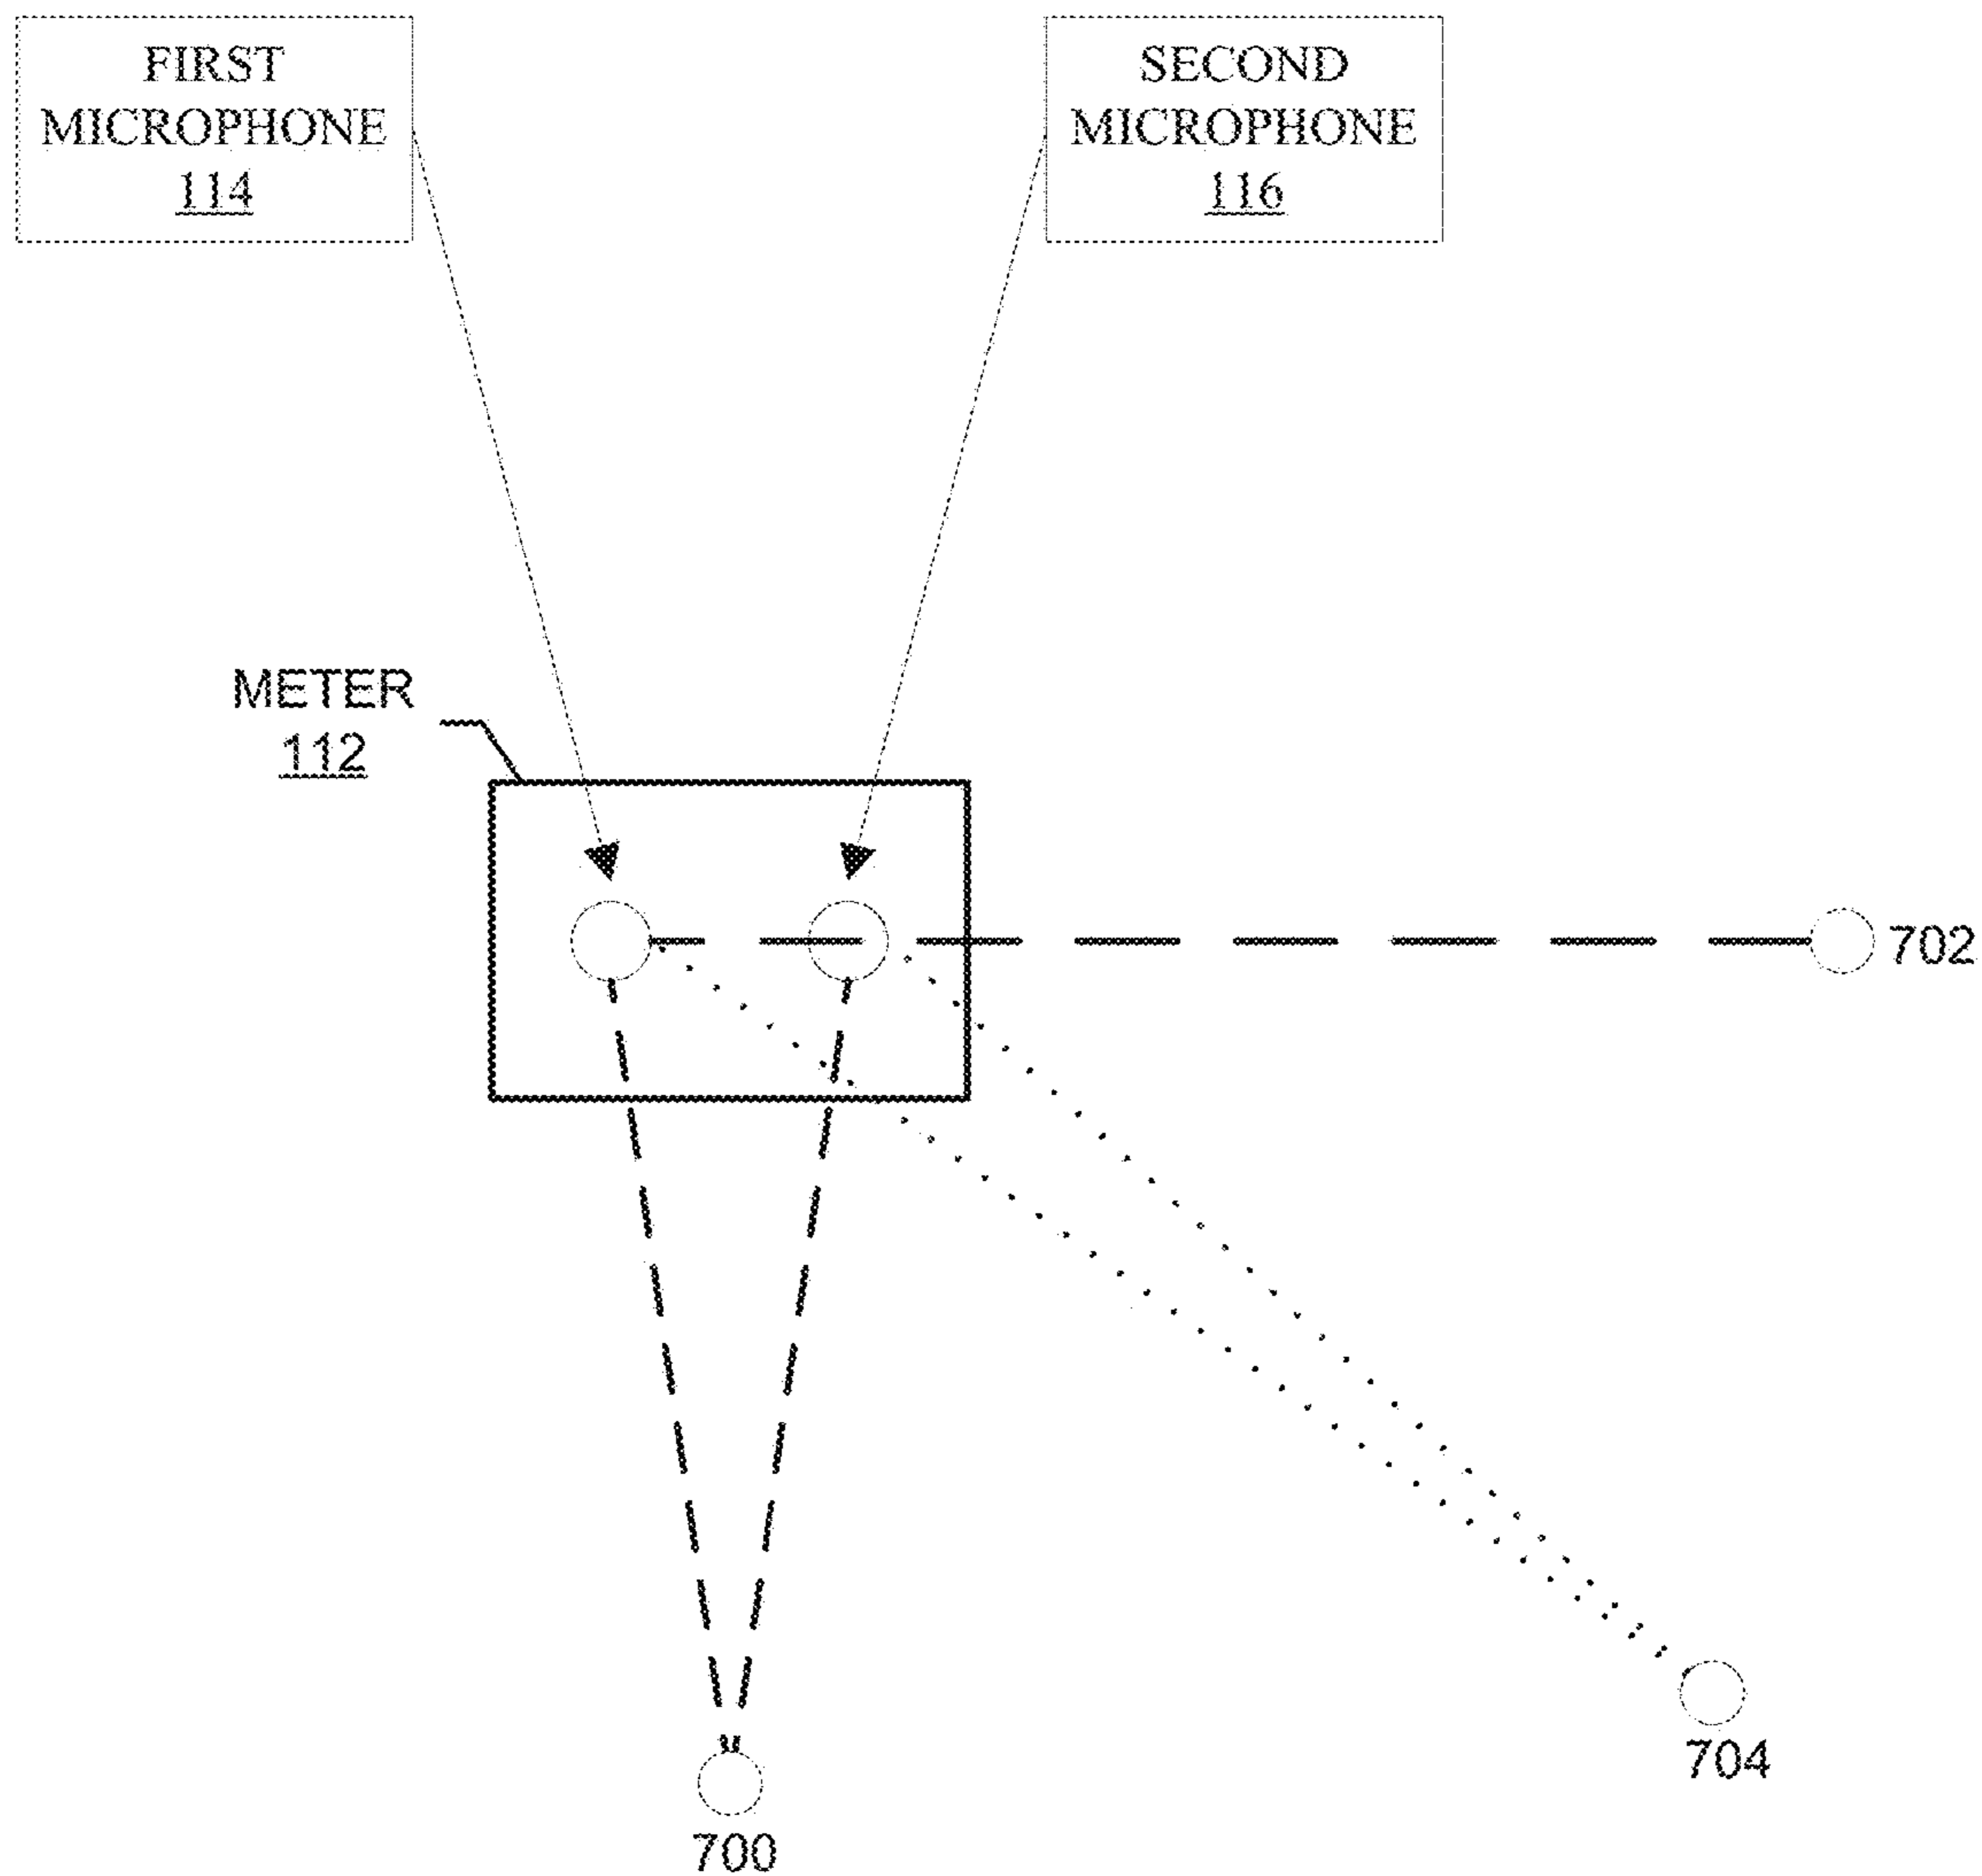 FIRST
MICROPHONE
114
SECOND
MICROPHONE
116
METER
112
702
704
700